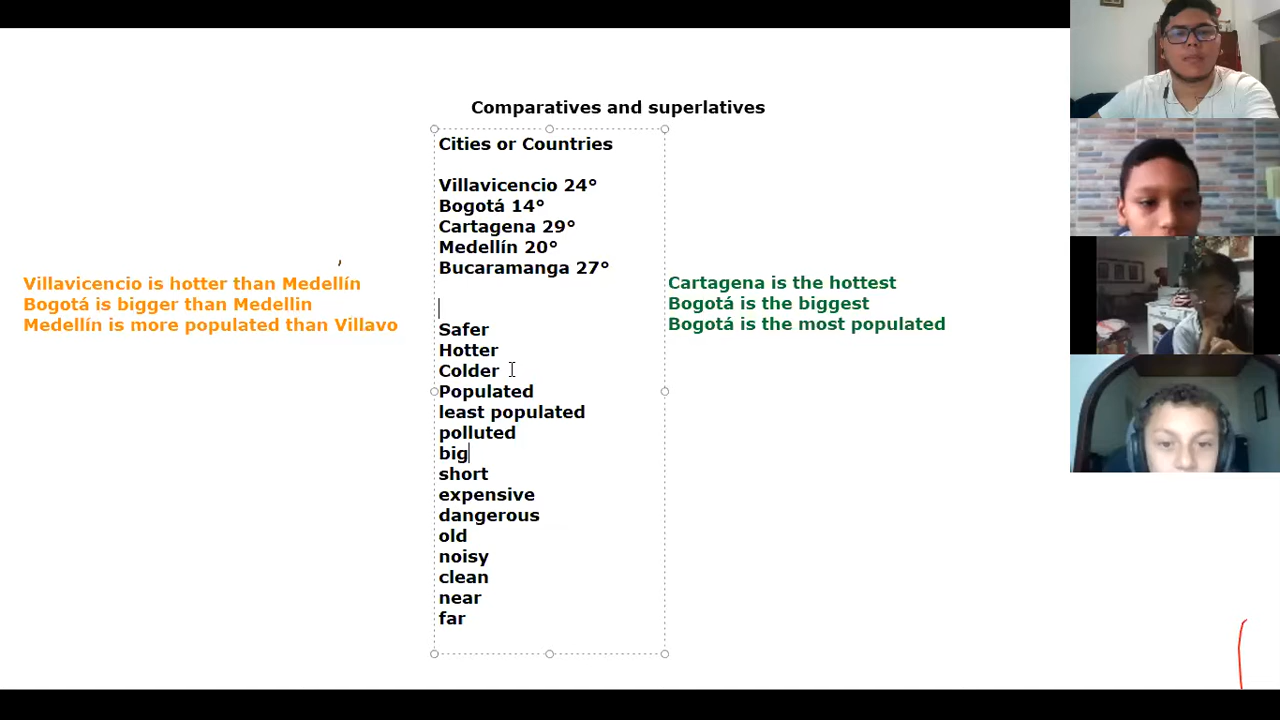 Comparatives and superlatives
Cities or Countries
Villavicencio 24°
Bogotá 14°
Cartagena 29°
Medellín 20°
Bucaramanga 27°
Safer
Hotter
Colder
Populated
least populated
polluted
big
short
expensive
dangerous
old
noisy
clean
near
far
Villavicencio is hotter than Medellín
Bogotá is bigger than Medellin
Medellín is more populated than Villavo
Cartagena is the hottest
Bogotá is the biggest
Bogotá is the most populated